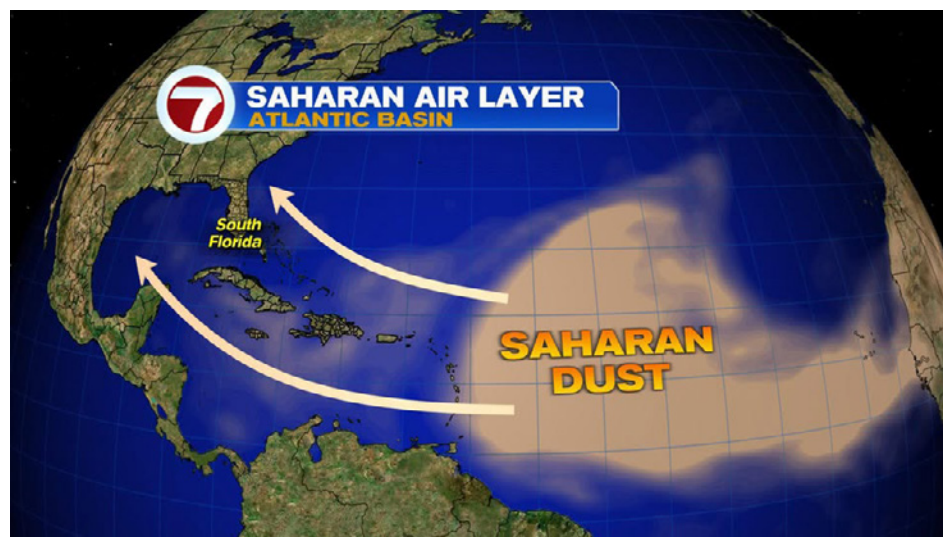 7
SAHARAN AIR LAYER
ATLANTIC BASIN
South
Florida
SAHARAN
DUST